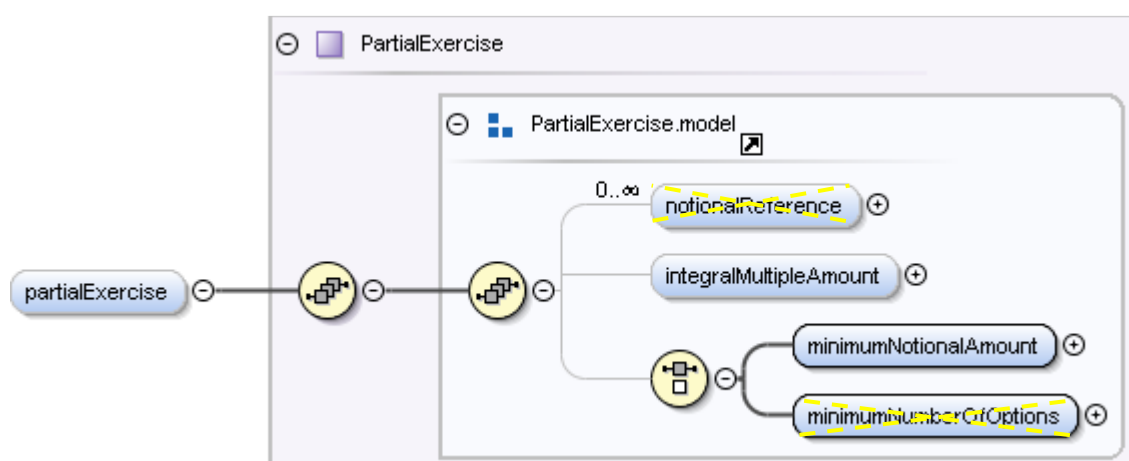 PartialExercise
PartialExercise.model
0..∞
notionalReference
partialExercise
integralMultipleAmount
minimumNotionalAmount
minimumNumberOfOptions